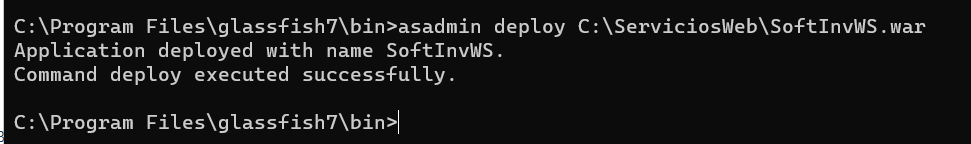 C:\Program Files\glassfish7\bin>asadmin deploy C:\ServiciosWeb\SoftInvWS.war
Application deployed with name SoftInvWS.
Command deploy executed successfully.
C:\Program Files\glassfish7\bin>